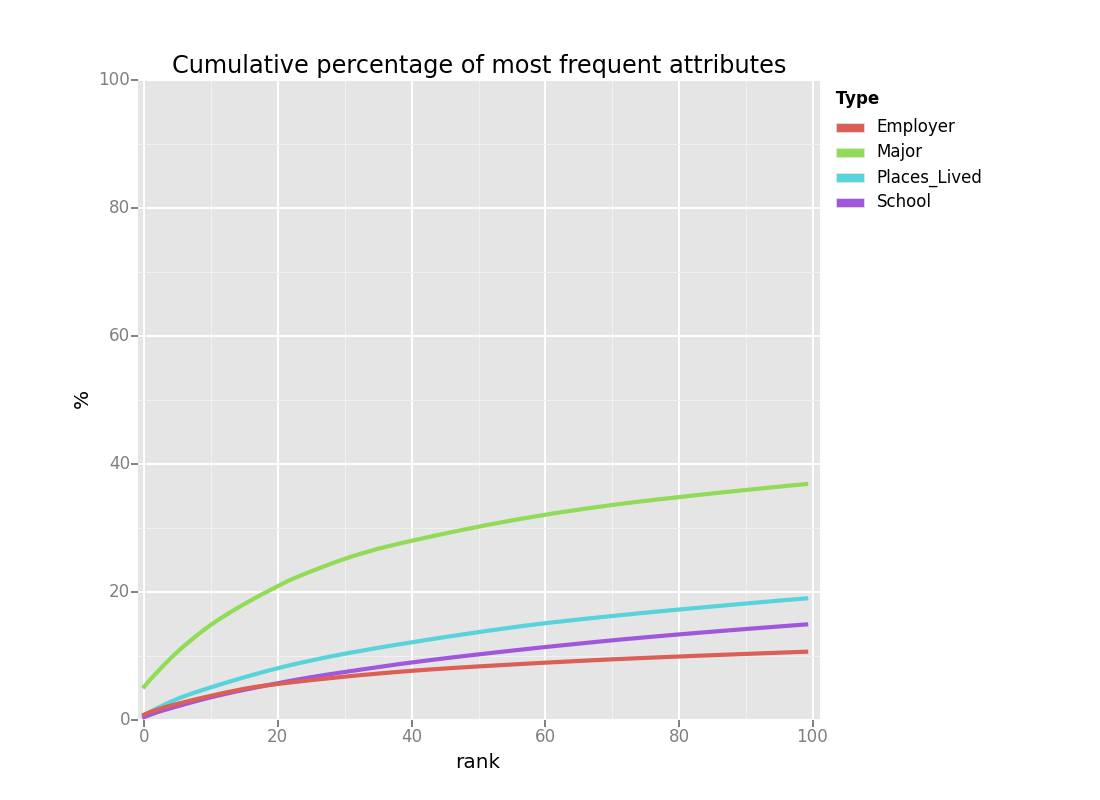 Cumulative percentage of most frequent attributes
100
80
60
40
20
0
%
0 20 40 60 80 100
rank
Type
Employer
Major
Places_Lived
School